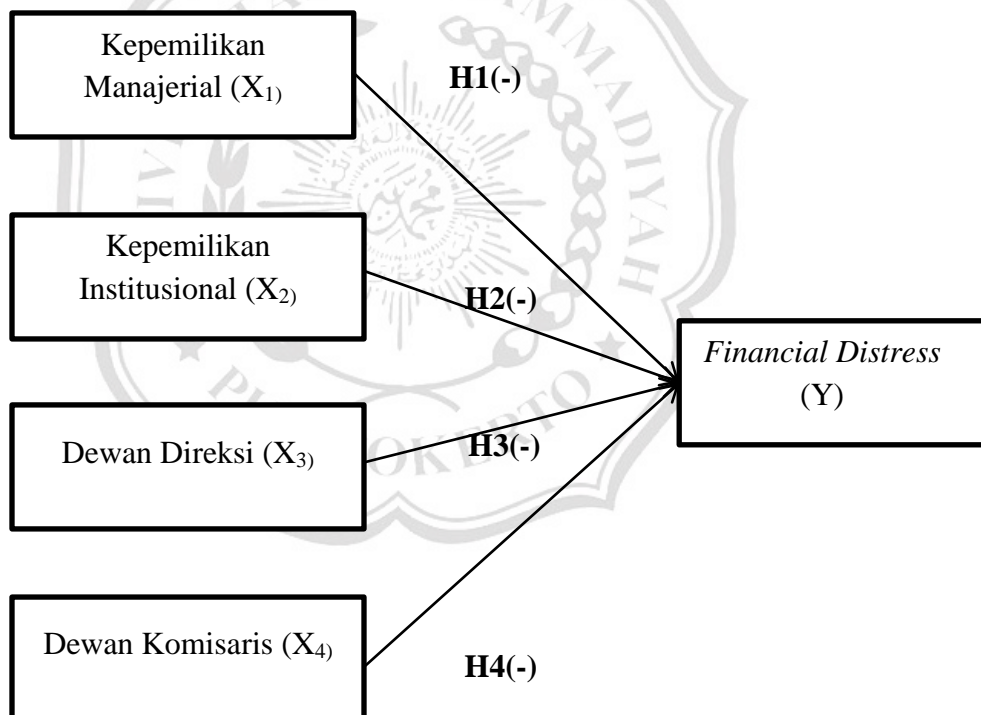 Kepemilikan
Manajerial (X1)
H1(-)
Kepemilikan
Institusional (X2)
H2(-)
Financial Distress
(Y)
Dewan Direksi (X3)
H3(-)
Dewan Komisaris (X4)
H4(-)